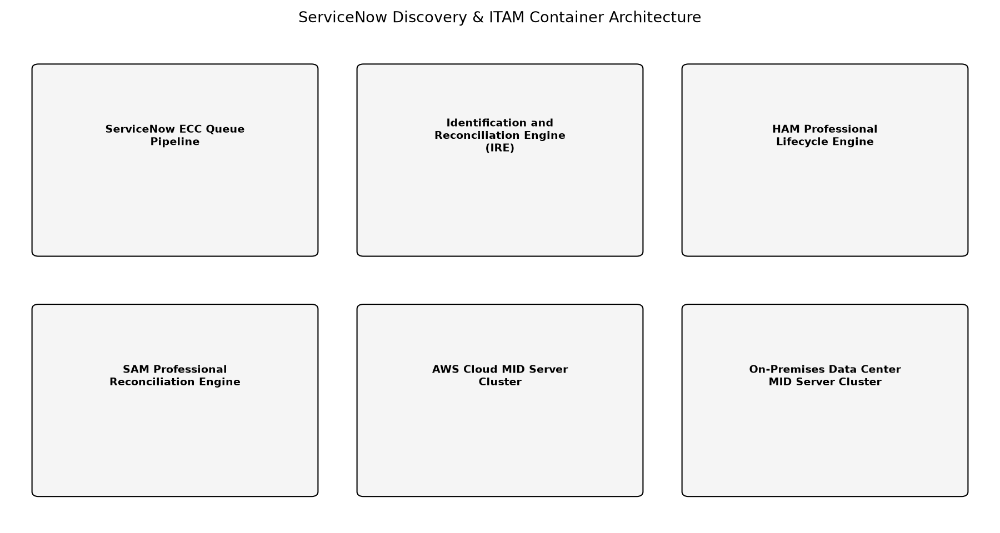 ServiceNow Discovery & ITAM Container Architecture
ServiceNow ECC Queue
Pipeline
Identification and
Reconciliation Engine
(IRE)
HAM Professional
Lifecycle Engine
SAM Professional
Reconciliation Engine
AWS Cloud MID Server
Cluster
On-Premises Data Center
MID Server Cluster